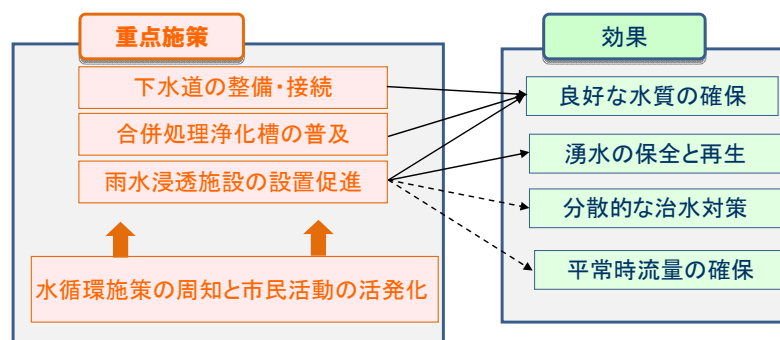 重点施策
下水道の整備・接続
合併処理浄化槽の普及
雨水浸透施設の設置促進
水循環施策の周知と市民活動の活発化
効果
良好な水質の確保
湧水の保全と再生
分散的な治水対策
平常時流量の確保